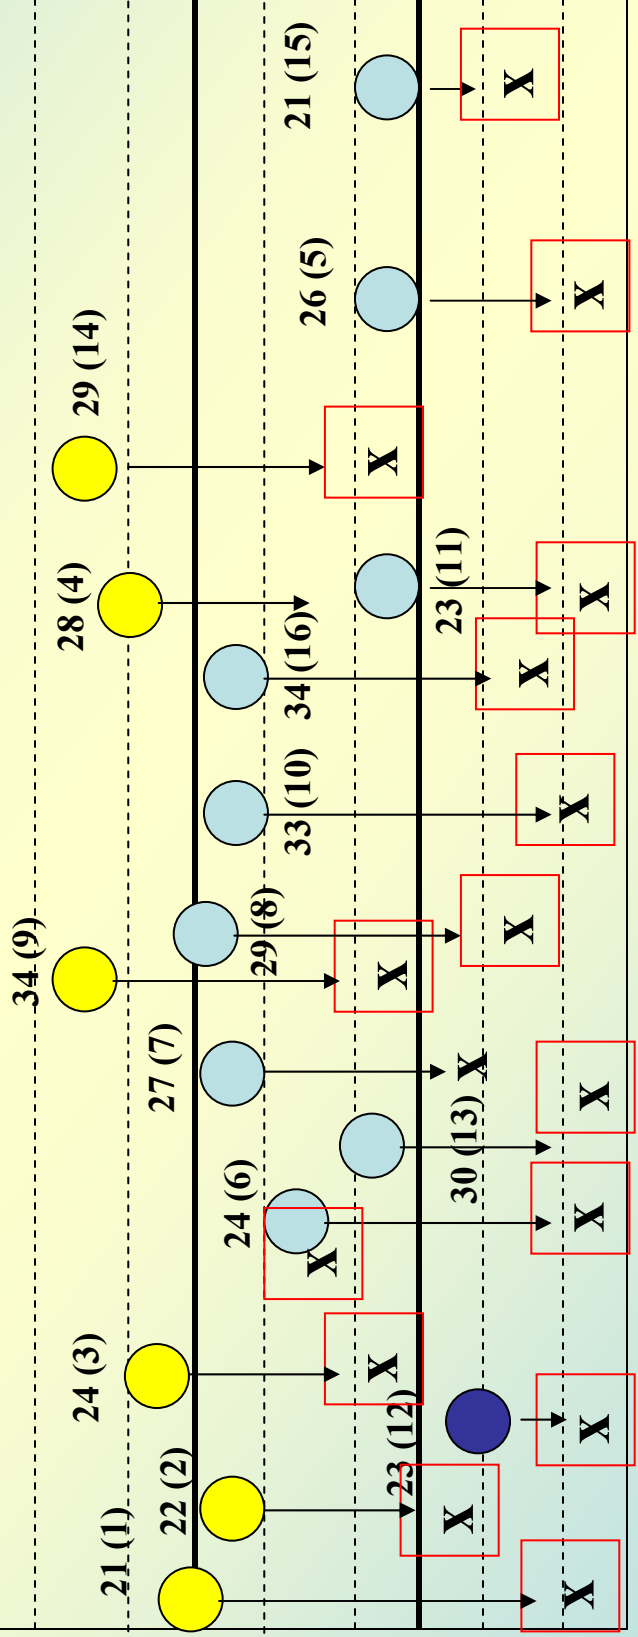 21 (1)
X
22 (2)
X
23 (12)
X
24 (3)
X
24 (6)
X
X
30 (13)
X
27 (7)
X
34 (9)
X
29 (8)
X
33 (10)
X
34 (16)
X
28 (4)
23 (11)
X
29 (14)
X
26 (5)
X
21 (15)
X